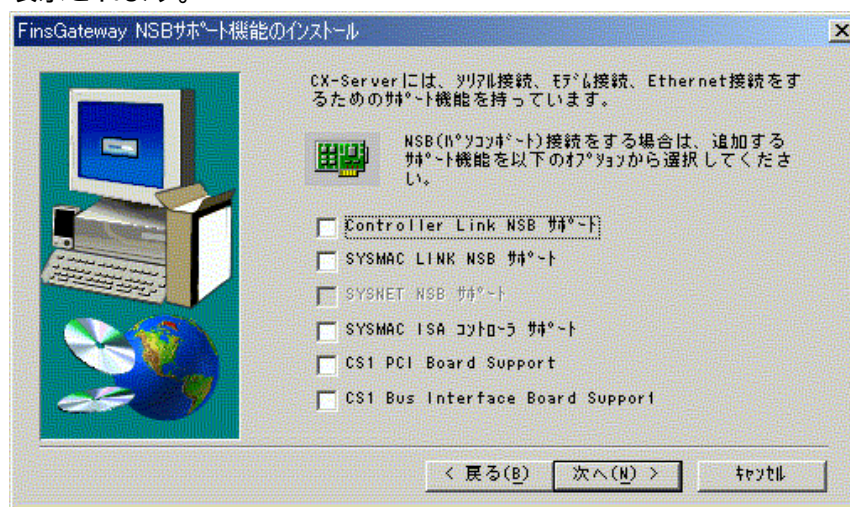 表示されます。
FinsGateway NSBｻﾎﾟｰﾄ機能のｲﾝｽﾄｰﾙ
CX-Serverには、ｼﾘｱﾙ接続、ﾓﾃﾞﾑ接続、Ethernet接続をす
るためのｻﾎﾟｰﾄ機能を持っています。
NSB(ﾊﾟｿｺﾝﾎﾞｰﾄ)接続をする場合は、追加する
ｻﾎﾟｰﾄ機能を以下のｵﾌﾟｼｮﾝから選択してくださ
い。
Controller Link NSB ｻﾎﾟｰﾄ
SYSMAC LINK NSB ｻﾎﾟｰﾄ
SYSNET NSB ｻﾎﾟｰﾄ
SYSMAC ISA ｺﾝﾄﾛｰﾗ ｻﾎﾟｰﾄ
CS1 PCI Board Support
CS1 Bus Interface Board Support
< 戻る(B)
次へ(N) >
ｷｬﾝｾﾙ